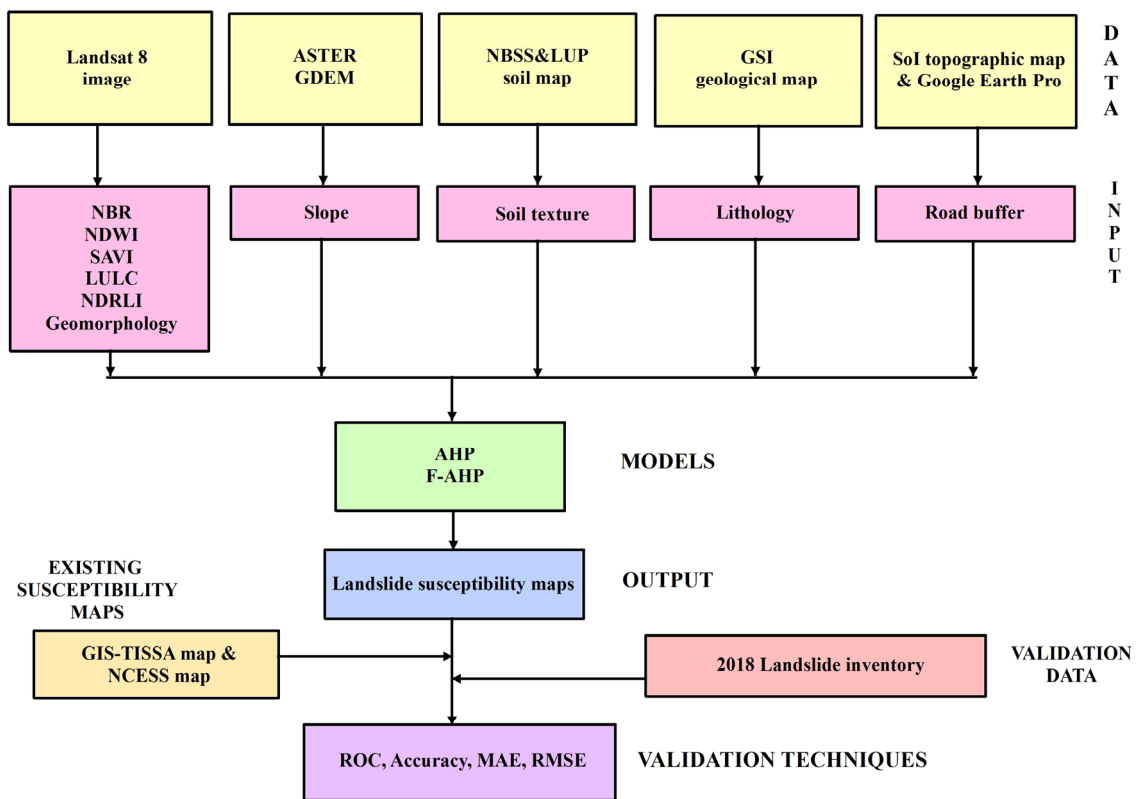 Landsat 8
image
ASTER
GDEM
NBSS&LUP
soil map
GSI
geological map
SoI topographic map
& Google Earth Pro
D
A
T
A
NBR
NDWI
SAVI
LULC
NDRLI
Geomorphology
Slope
Soil texture
Lithology
Road buffer
I
N
P
U
T
AHP
F-AHP
MODELS
Landslide susceptibility maps
OUTPUT
EXISTING
SUSCEPTIBILITY
MAPS
GIS-TISSA map &
NCESS map
2018 Landslide inventory
VALIDATION
DATA
ROC, Accuracy, MAE, RMSE
VALIDATION TECHNIQUES